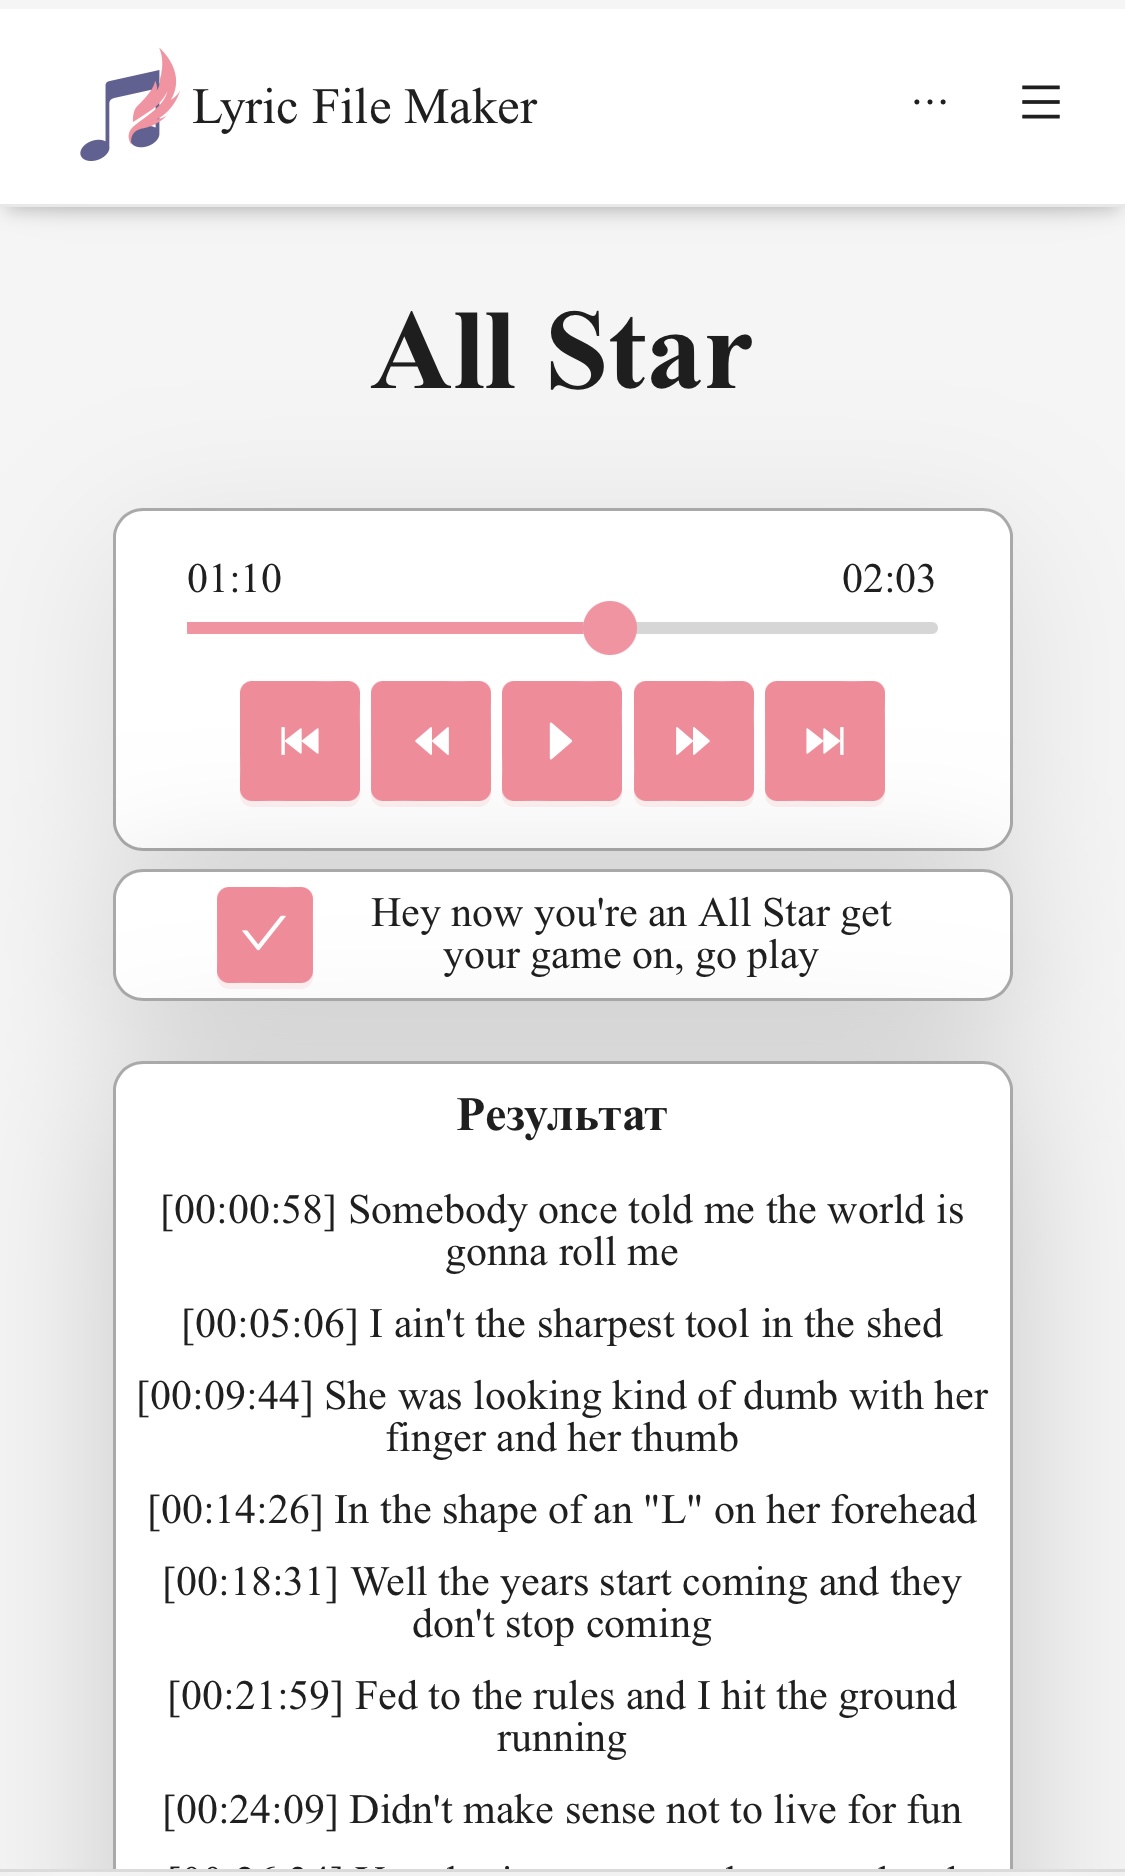 Lyric File Maker
...
All Star
01:10 02:03
Hey now you're an All Star get
your game on, go play
Результат
[00:00:58] Somebody once told me the world is
gonna roll me
[00:05:06] I ain't the sharpest tool in the shed
[00:09:44] She was looking kind of dumb with her
finger and her thumb
[00:14:26] In the shape of an "L" on her forehead
[00:18:31] Well the years start coming and they
don't stop coming
[00:21:59] Fed to the rules and I hit the ground
running
[00:24:09] Didn't make sense not to live for fun